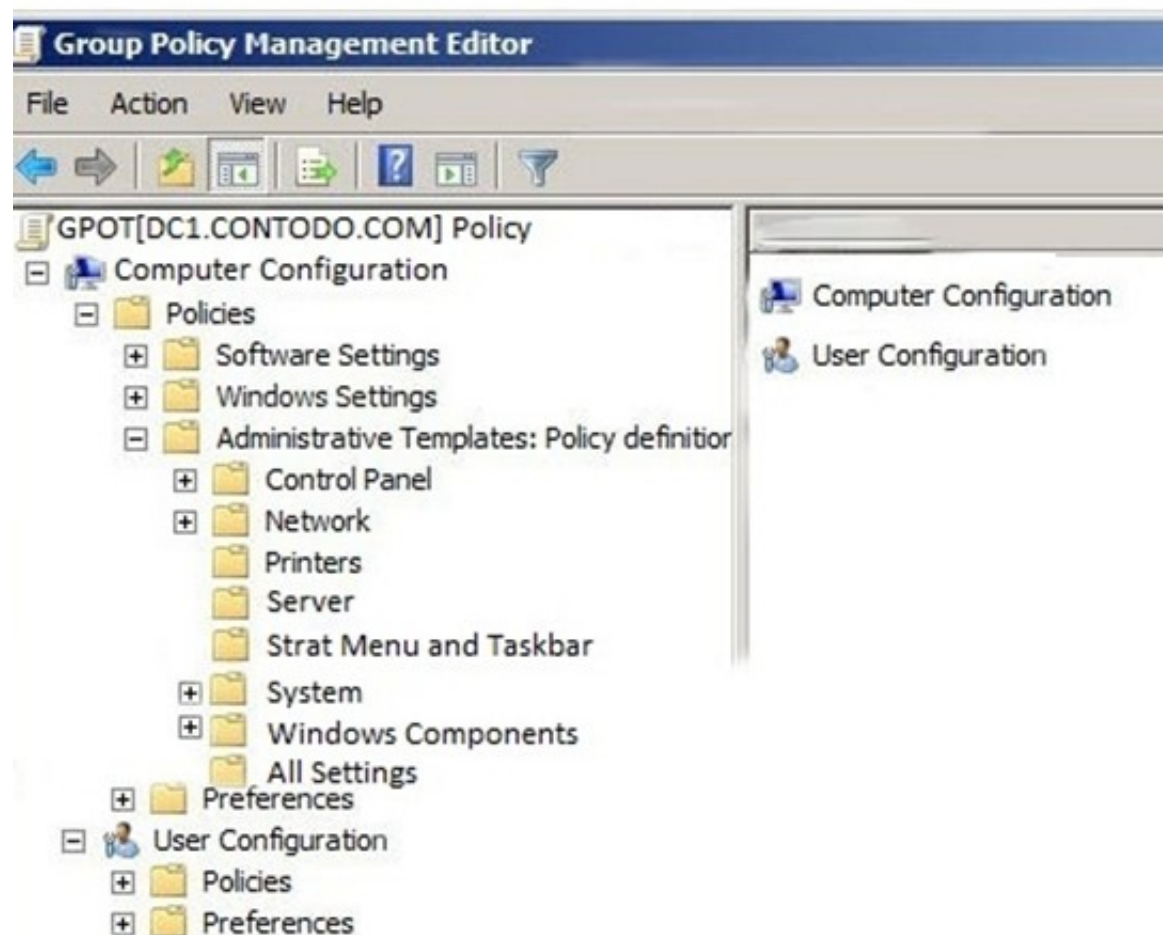 Group Policy Management Editor
File Action View Help
GPOT[DC1.CONTODO.COM] Policy
Computer Configuration
Policies
Software Settings
Windows Settings
Administrative Templates: Policy definition
Control Panel
Network
Printers
Server
Strat Menu and Taskbar
System
Windows Components
All Settings
Preferences
User Configuration
Policies
Preferences
Computer Configuration
User Configuration